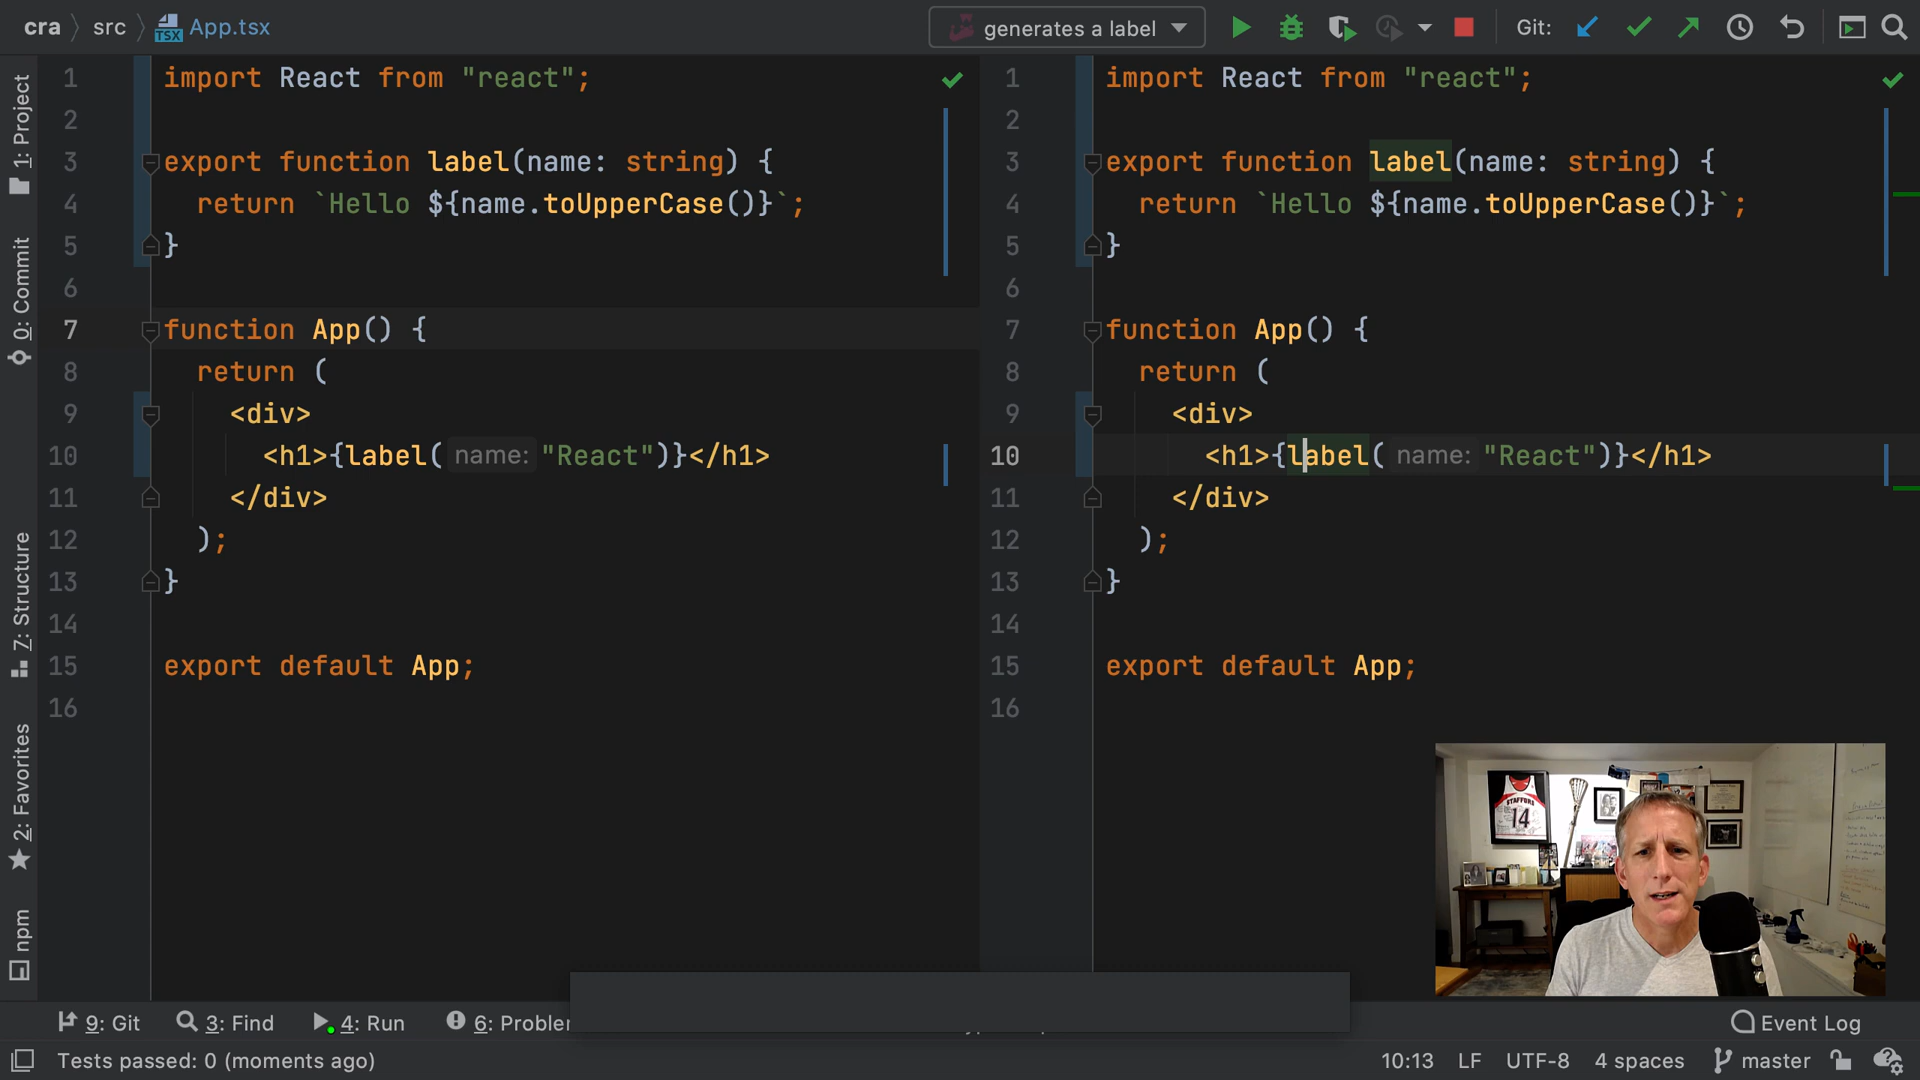 cra src App.tsx generates a label Git:
1: Project
0: Commit
7: Structure
2: Favorites
npm
1 import React from "react";
2
3 export function label(name: string) {
4 return `Hello ${name.toUpperCase()}`;
5 }
6
7 function App() {
8 return (
9 <div>
10 <h1>{label( name: "React")}</h1>
11 </div>
12 );
13 }
14
15 export default App;
16
1 import React from "react";
2
3 export function label(name: string) {
4 return `Hello ${name.toUpperCase()}`;
5 }
6
7 function App() {
8 return (
9 <div>
10 <h1>{label( name: "React")}</h1>
11 </div>
12 );
13 }
14
15 export default App;
16
STAFFORD
14
9: Git 3: Find 4: Run 6: Problem Event Log
Tests passed: 0 (moments ago) 10:13 LF UTF-8 4 spaces master